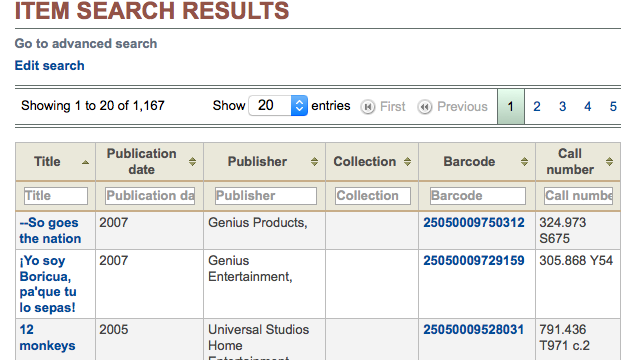 ITEM SEARCH RESULTS
Go to advanced search
Edit search
Showing 1 to 20 of 1,167 Show 20 entries First Previous 1 2 3 4 5
Title Publication date Publisher Collection Barcode Call number
Title Publication da Publisher Collection Barcode Call numbe
--So goes the nation 2007 Genius Products, 25050009750312 324.973 S675
¡Yo soy Boricua, pa'que tu lo sepas! 2007 Genius Entertainment, 25050009729159 305.868 Y54
12 monkeys 2005 Universal Studios Home 25050009528031 791.436 T971 c.2